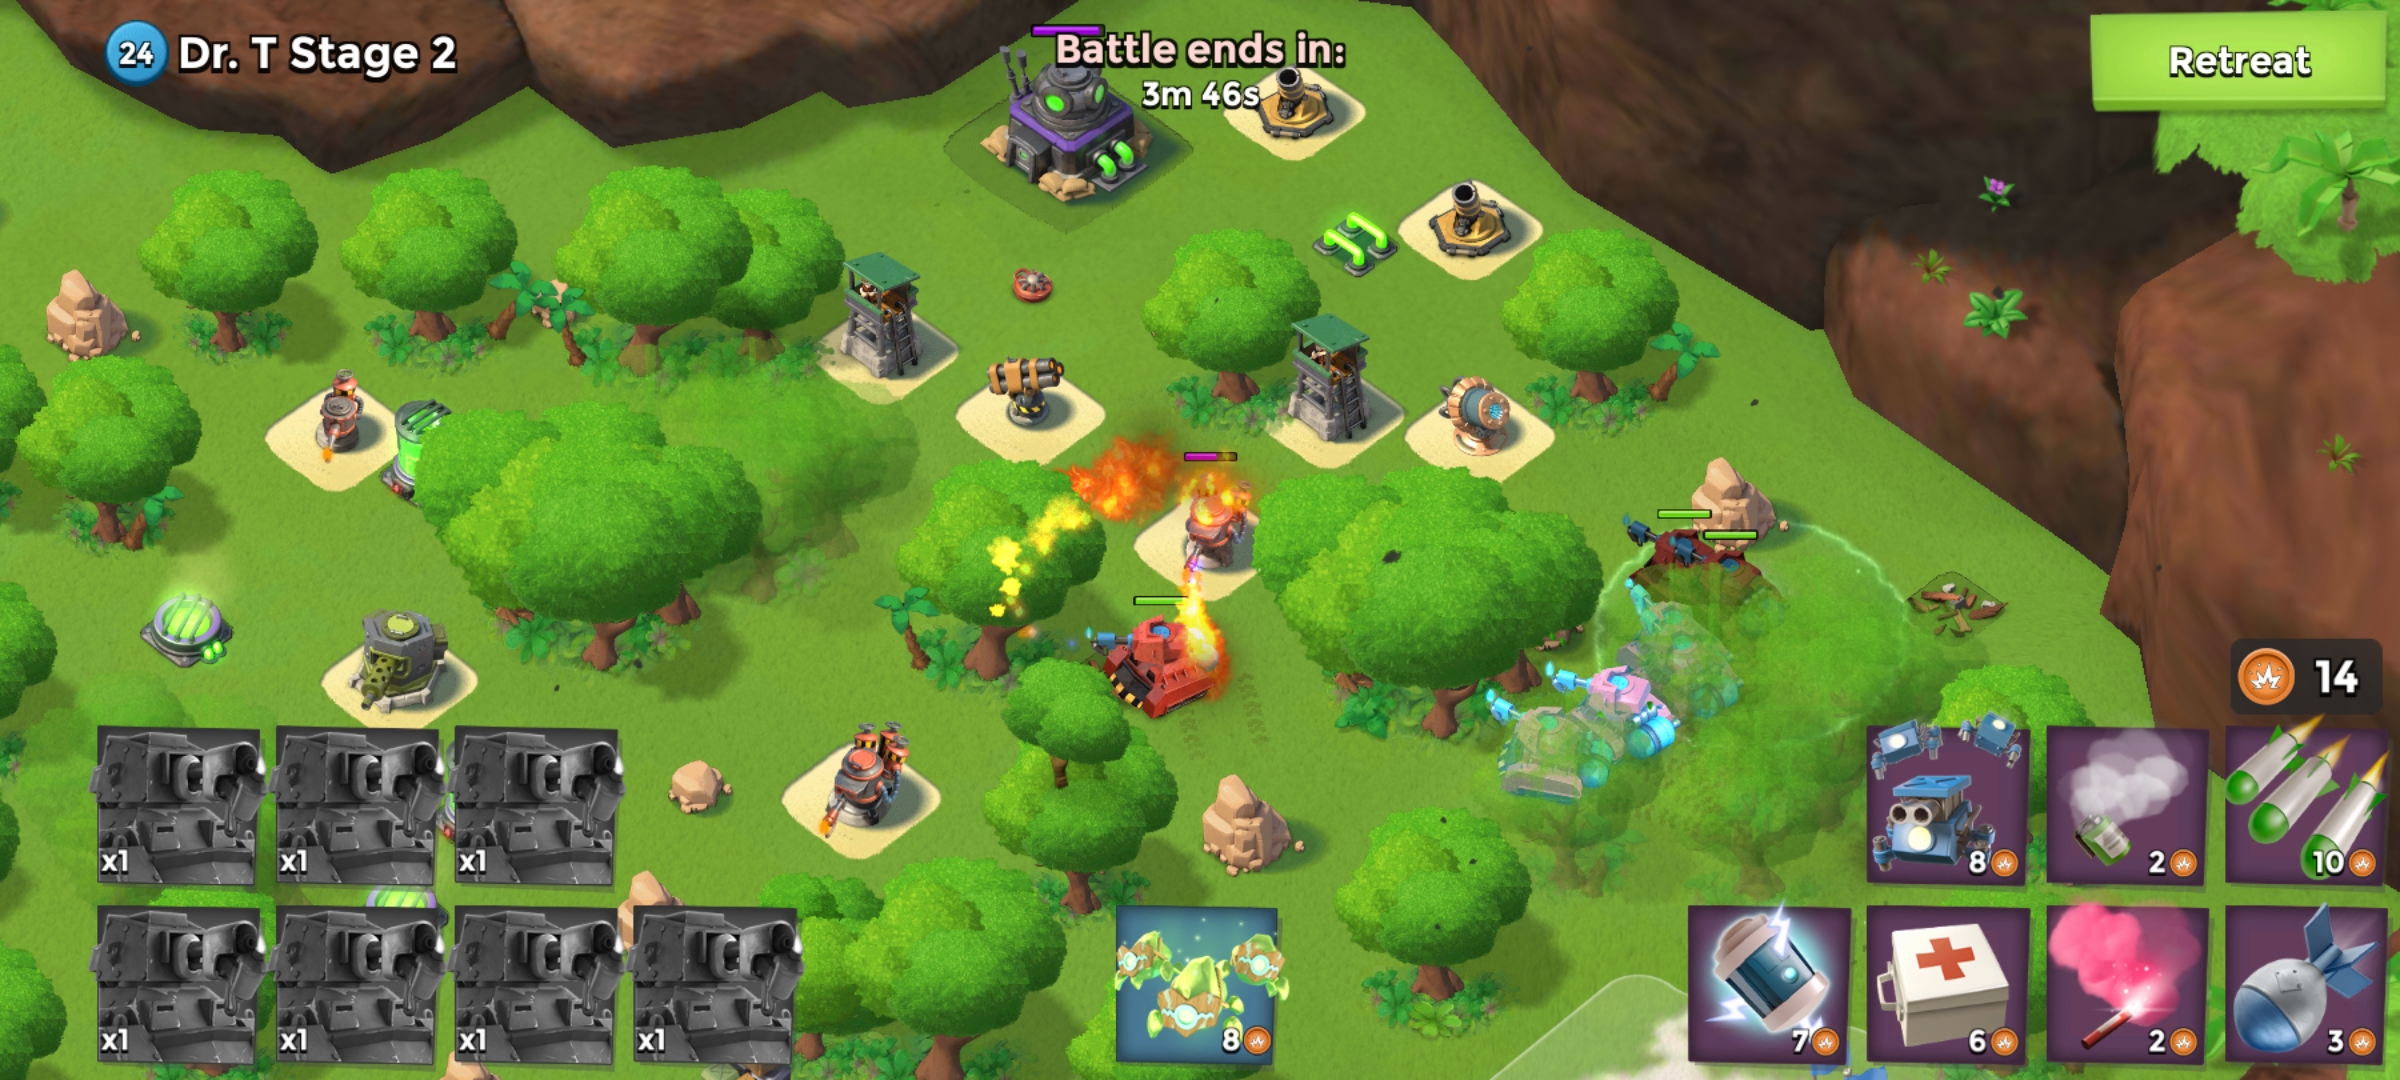 24 Dr. T Stage 2
Battle ends in:
3m 46s
Retreat
14
x1 x1 x1
8 2 10
x1 x1 x1 x1
8
7 6 2 3